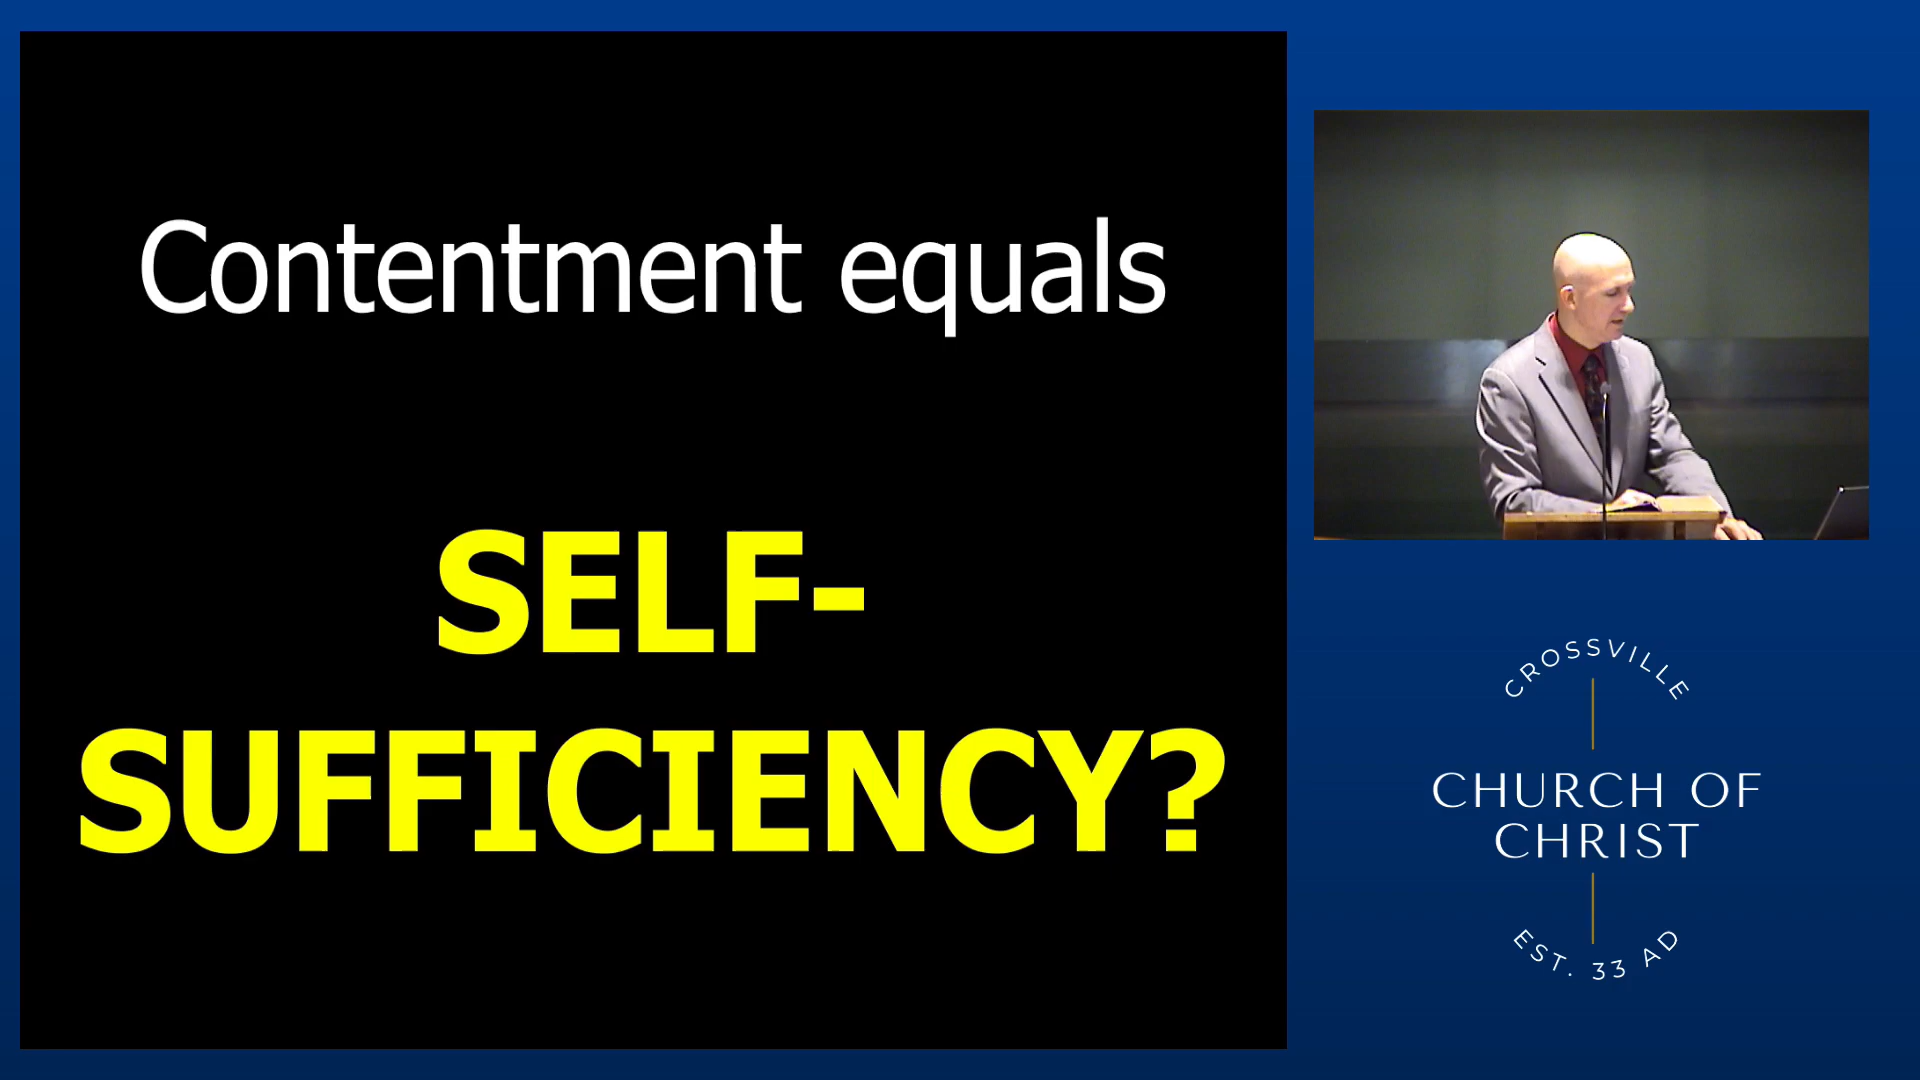 Contentment equals
SELF-
SUFFICIENCY?
CROSSVILLE
CHURCH OF
CHRIST
EST. 33 AD